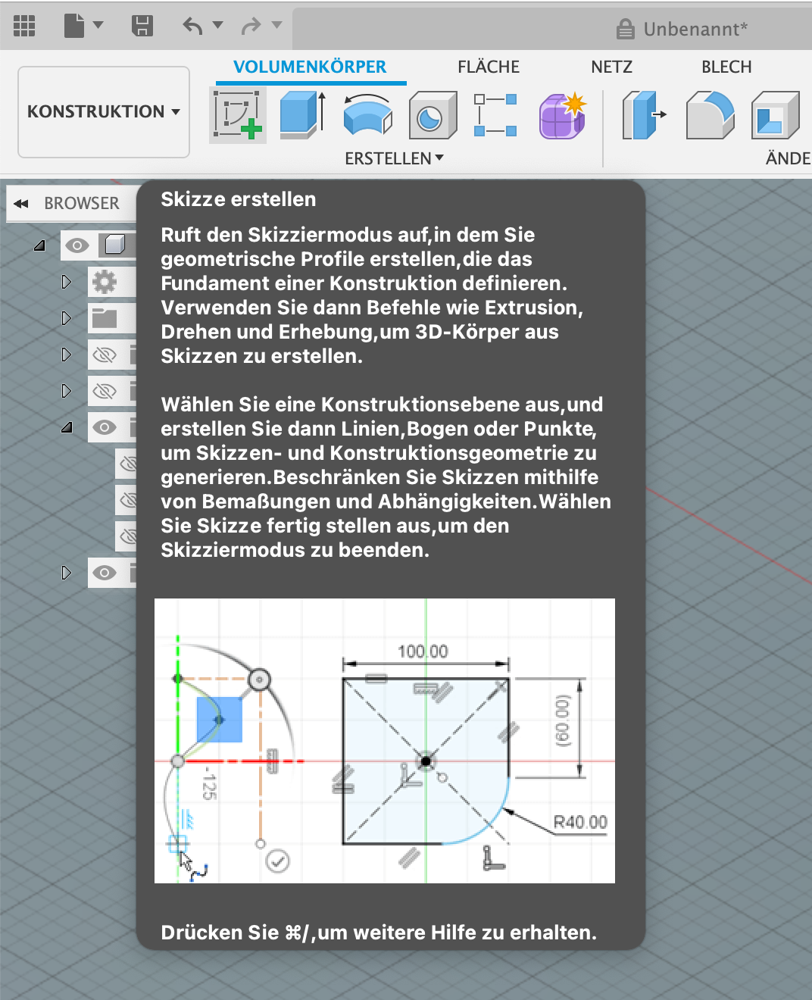 Unbenannt*
VOLUMENKÖRPER FLÄCHE NETZ BLECH
KONSTRUKTION
ERSTELLEN ÄNDE
BROWSER
Skizze erstellen
Ruft den Skizziermodus auf,in dem Sie
geometrische Profile erstellen,die das
Fundament einer Konstruktion definieren.
Verwenden Sie dann Befehle wie Extrusion,
Drehen und Erhebung,um 3D-Körper aus
Skizzen zu erstellen.
Wählen Sie eine Konstruktionsebene aus,und
erstellen Sie dann Linien,Bogen oder Punkte,
um Skizzen- und Konstruktionsgeometrie zu
generieren.Beschränken Sie Skizzen mithilfe
von Bemaßungen und Abhängigkeiten.Wählen
Sie Skizze fertig stellen aus,um den
Skizziermodus zu beenden.
100.00
(60.00)
-125
R40.00
Drücken Sie ⌘/,um weitere Hilfe zu erhalten.